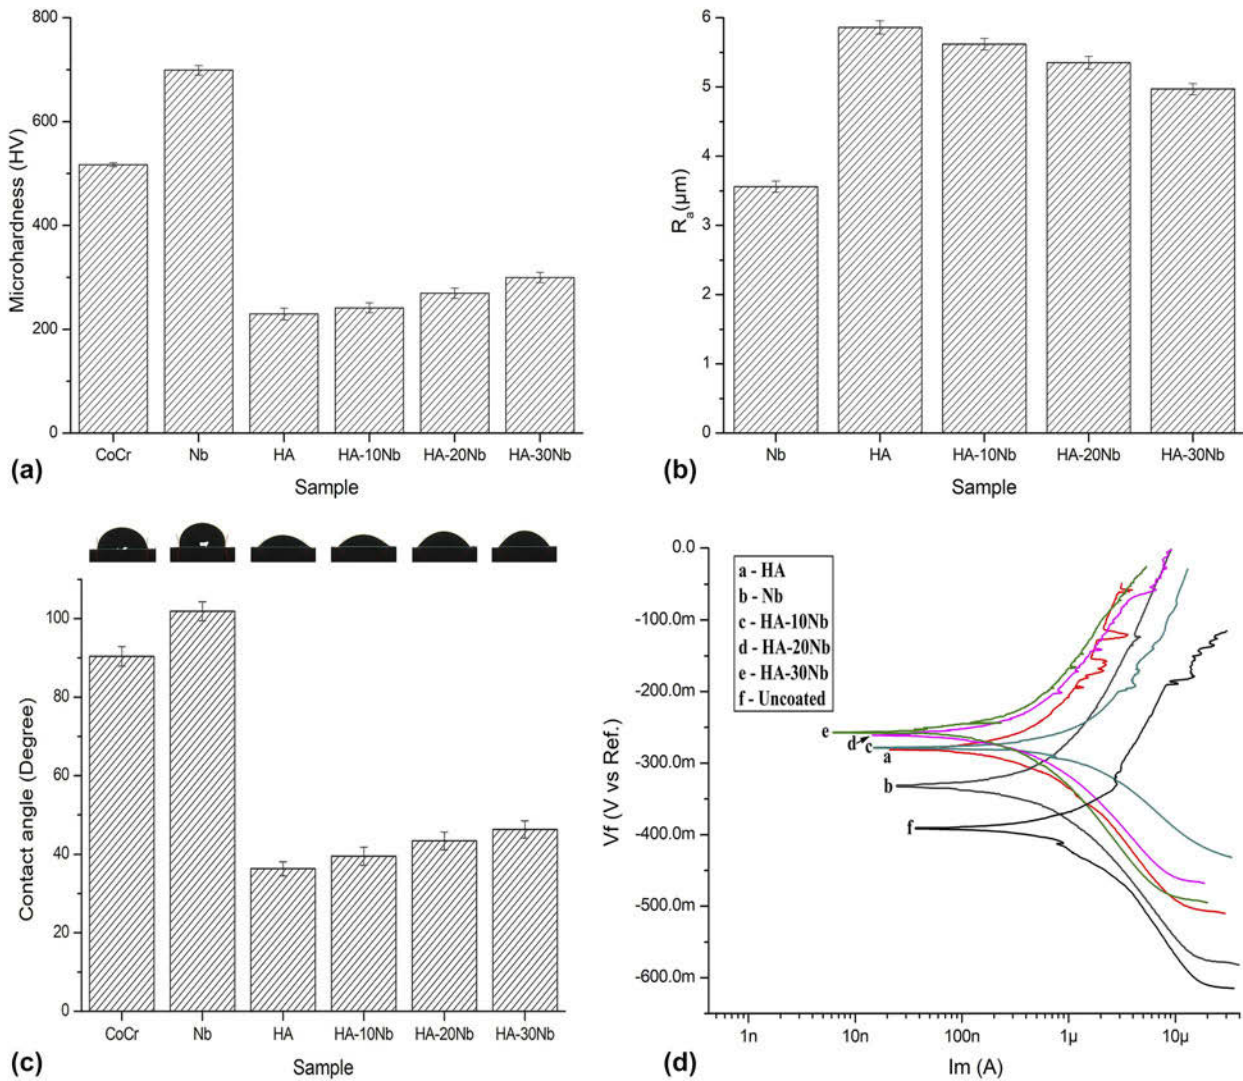 800
600
400
200
0
Microhardness (HV)
CoCr
Nb
HA
HA-10Nb
HA-20Nb
HA-30Nb
(a)
Sample
6
5
4
3
2
1
0
Ra(μm)
Nb
HA
HA-10Nb
HA-20Nb
HA-30Nb
(b)
Sample
100
80
60
40
20
0
Contact angle (Degree)
CoCr
Nb
HA
HA-10Nb
HA-20Nb
HA-30Nb
(c)
Sample
0.0
-100.0m
-200.0m
-300.0m
-400.0m
-500.0m
-600.0m
Vf (V vs Ref.)
a - HA
b - Nb
c - HA-10Nb
d - HA-20Nb
e - HA-30Nb
f - Uncoated
e
d
c
a
b
f
1n
10n
100n
1μ
10μ
(d)
Im (A)